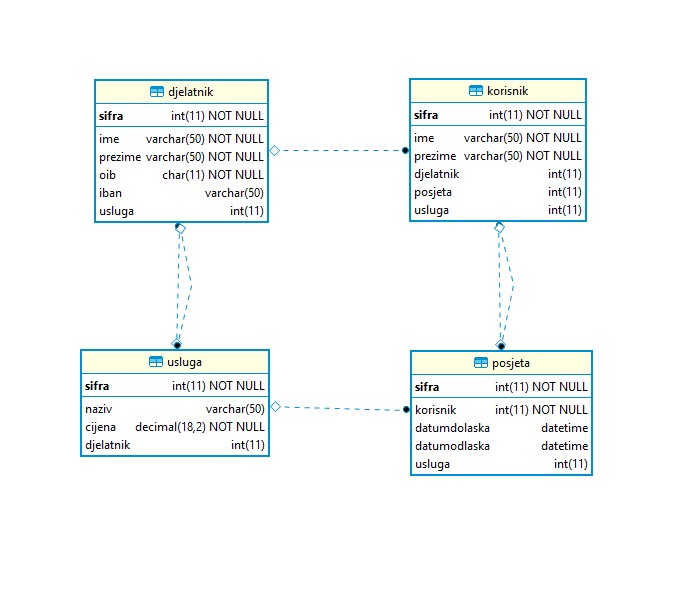 djelatnik
sifra int(11) NOT NULL
ime varchar(50) NOT NULL
prezime varchar(50) NOT NULL
oib char(11) NOT NULL
iban varchar(50)
usluga int(11)
korisnik
sifra int(11) NOT NULL
ime varchar(50) NOT NULL
prezime varchar(50) NOT NULL
djelatnik int(11)
posjeta int(11)
usluga int(11)
usluga
sifra int(11) NOT NULL
naziv varchar(50)
cijena decimal(18,2) NOT NULL
djelatnik int(11)
posjeta
sifra int(11) NOT NULL
korisnik int(11) NOT NULL
datumdolaska datetime
datumodlaska datetime
usluga int(11)